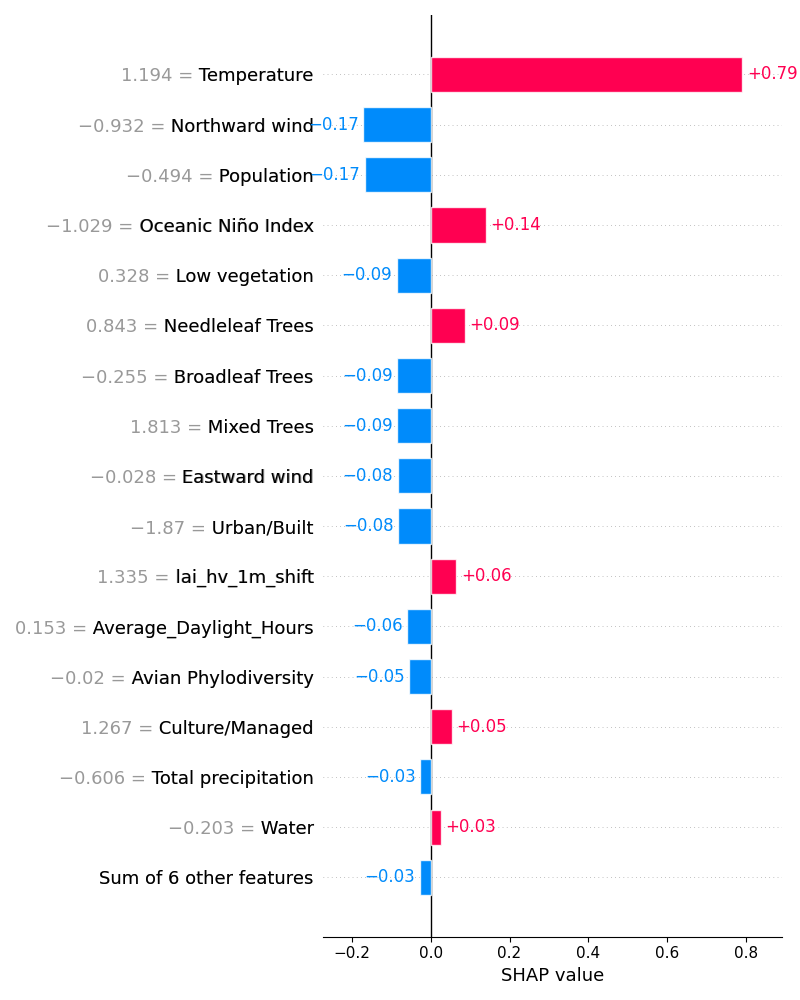 1.194 = Temperature +0.79
−0.932 = Northward wind −0.17
−0.494 = Population −0.17
−1.029 = Oceanic Niño Index +0.14
0.328 = Low vegetation −0.09
0.843 = Needleleaf Trees +0.09
−0.255 = Broadleaf Trees −0.09
1.813 = Mixed Trees −0.09
−0.028 = Eastward wind −0.08
−1.87 = Urban/Built −0.08
1.335 = lai_hv_1m_shift +0.06
0.153 = Average_Daylight_Hours −0.06
−0.02 = Avian Phylodiversity −0.05
1.267 = Culture/Managed +0.05
−0.606 = Total precipitation −0.03
−0.203 = Water +0.03
Sum of 6 other features −0.03
−0.2 0.0 0.2 0.4 0.6 0.8
SHAP value